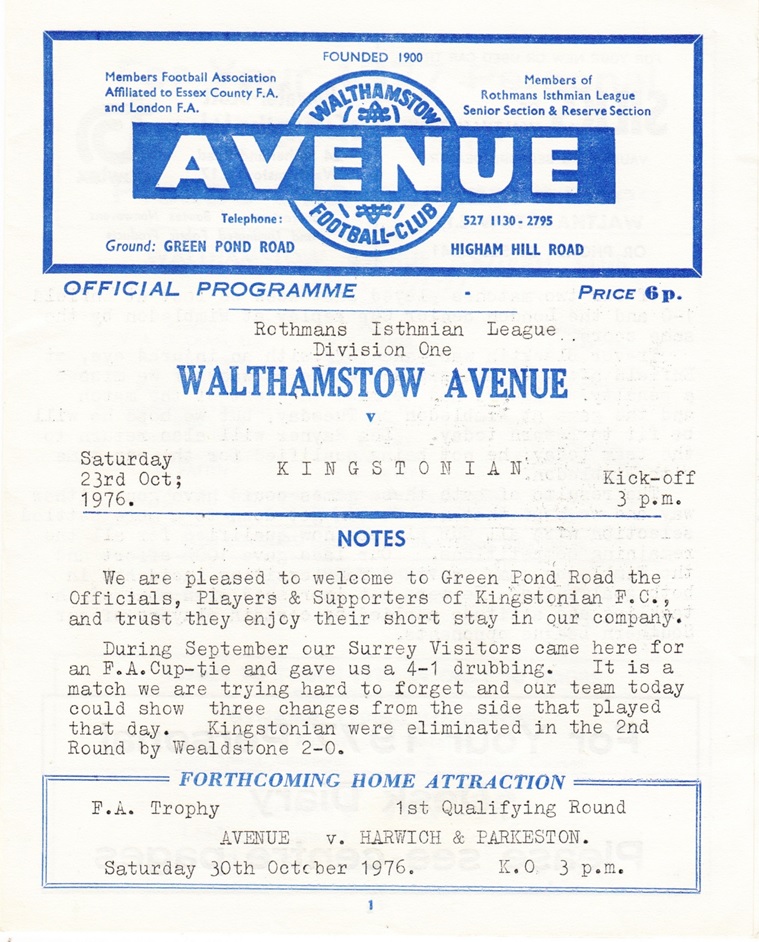 FOUNDED 1900
Members Football Association
Affiliated to Essex County F.A.
and London F.A.
Members of
Rothmans Isthmian League
Senior Section & Reserve Section
WALTHAMSTOW
AVENUE
FOOTBALL-CLUB
Telephone:
527 1130 - 2795
Ground: GREEN POND ROAD
HIGHAM HILL ROAD
OFFICIAL PROGRAMME - PRICE 6p.
Rothmans Isthmian League
Division One
WALTHAMSTOW AVENUE
v
Saturday
23rd Oct;
1976.
KINGSTONIAN
Kick-off
3 p.m.
NOTES
We are pleased to welcome to Green Pond Road the
Officials, Players & Supporters of Kingstonian F.C.,
and trust they enjoy their short stay in our company.
During September our Surrey Visitors came here for
an F.A.Cup-tie and gave us a 4-1 drubbing. It is a
match we are trying hard to forget and our team today
could show three changes from the side that played
that day. Kingstonian were eliminated in the 2nd
Round by Wealdstone 2-0.
FORTHCOMING HOME ATTRACTION
F.A. Trophy 1st Qualifying Round
AVENUE v. HARWICH & PARKESTON.
Saturday 30th October 1976. K.O. 3 p.m.
1